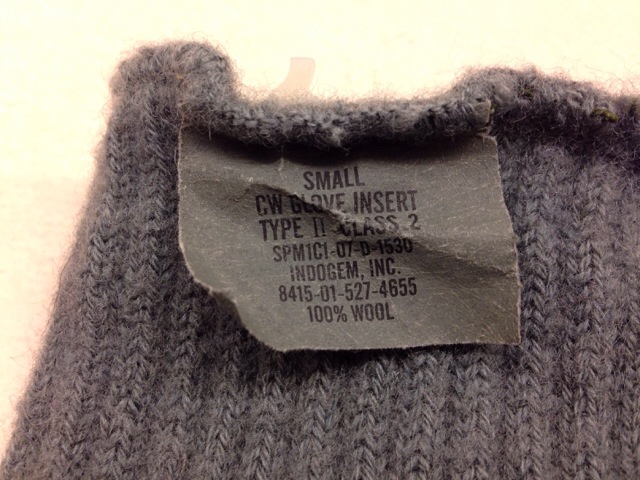 SMALL
CW GLOVE INSERT
TYPE II CLASS 2
SPM1C1-07-D-1530
INDOGEM, INC.
8415-01-527-4655
100% WOOL